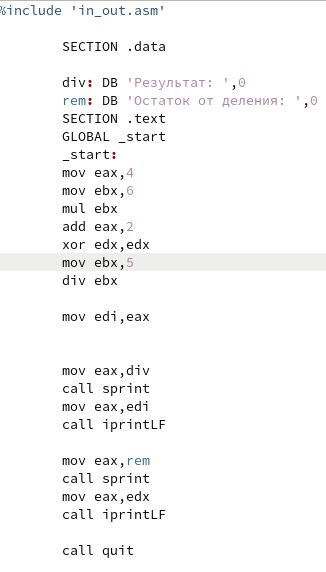 %include 'in_out.asm'
SECTION .data
div: DB 'Результат: ',0
rem: DB 'Остаток от деления: ',0
SECTION .text
GLOBAL _start
_start:
mov eax,4
mov ebx,6
mul ebx
add eax,2
xor edx,edx
mov ebx,5
div ebx
mov edi,eax
mov eax,div
call sprint
mov eax,edi
call iprintLF
mov eax,rem
call sprint
mov eax,edx
call iprintLF
call quit